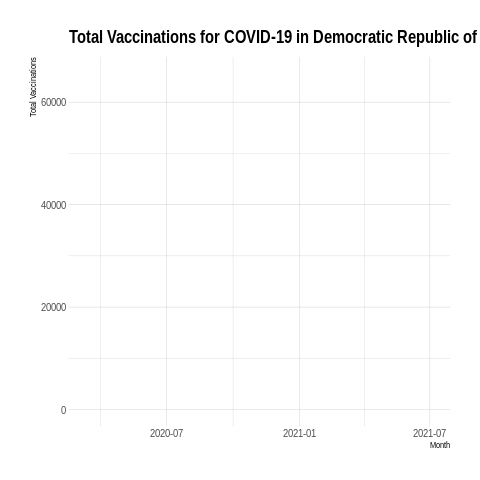 Total Vaccinations for COVID-19 in Democratic Republic of
Total Vaccinations
60000
40000
20000
0
2020-07
2021-01
2021-07
Month